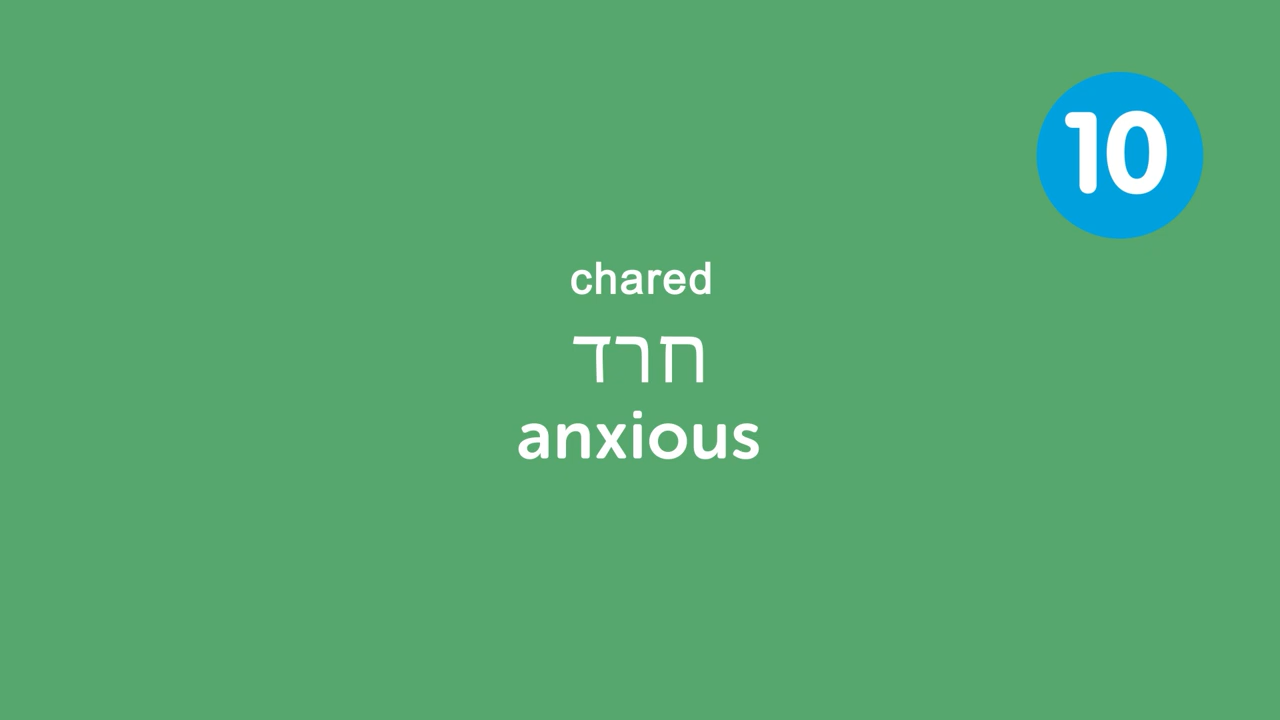 10
chared
חרד
anxious